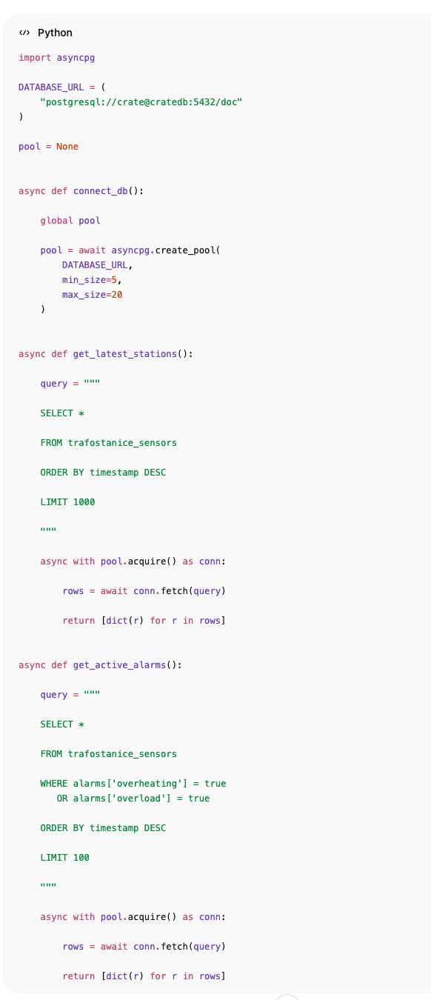 Python
import asyncpg
DATABASE_URL = (
    "postgresql://crate@cratedb:5432/doc"
)
pool = None
async def connect_db():
    global pool
    pool = await asyncpg.create_pool(
        DATABASE_URL,
        min_size=5,
        max_size=20
    )
async def get_latest_stations():
    query = """
    SELECT *
    FROM trafostanice_sensors
    ORDER BY timestamp DESC
    LIMIT 1000
    """
    async with pool.acquire() as conn:
        rows = await conn.fetch(query)
        return [dict(r) for r in rows]
async def get_active_alarms():
    query = """
    SELECT *
    FROM trafostanice_sensors
    WHERE alarms['overheating'] = true
       OR alarms['overload'] = true
    ORDER BY timestamp DESC
    LIMIT 100
    """
    async with pool.acquire() as conn:
        rows = await conn.fetch(query)
        return [dict(r) for r in rows]